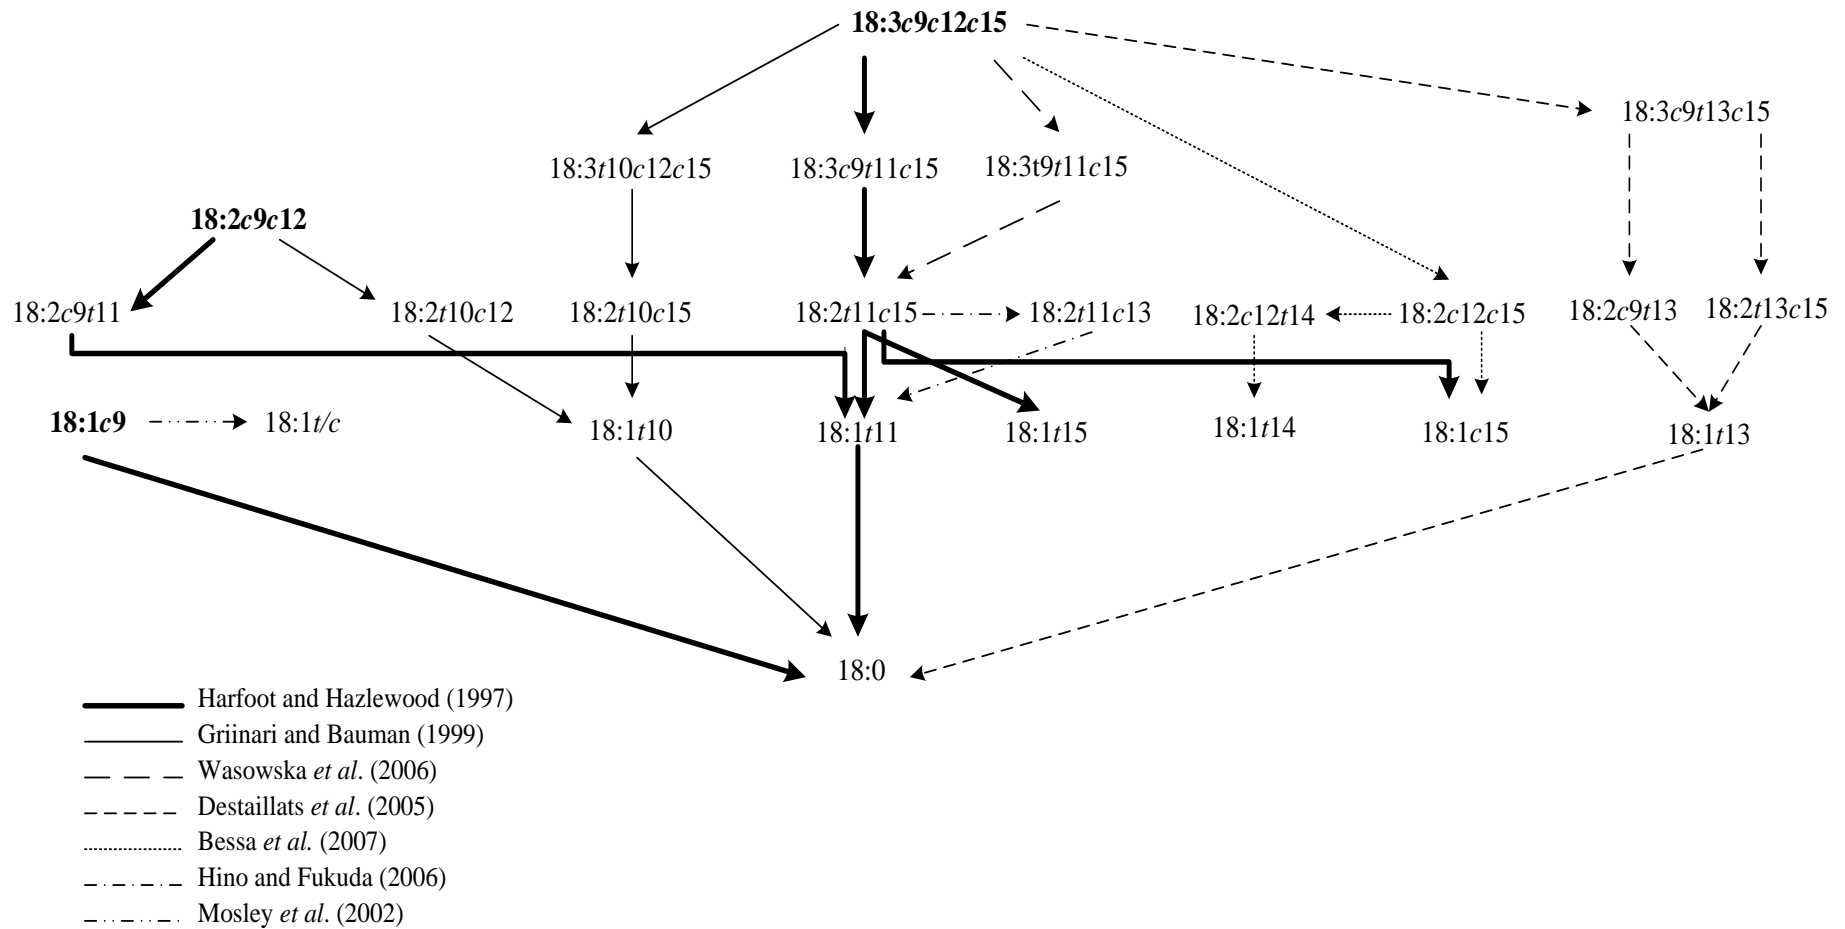 18:3c9c12c15
18:3c9t13c15
18:3t10c12c15 18:3c9t11c15 18:3t9t11c15
18:2c9c12
18:2c9t11 18:2t10c12 18:2t10c15 18:2t11c15 18:2t11c13 18:2c12t14 18:2c12c15 18:2c9t13 18:2t13c15
18:1c9 18:1t/c 18:1t10 18:1t11 18:1t15 18:1t14 18:1c15 18:1t13
18:0
Harfoot and Hazlewood (1997)
Griinari and Bauman (1999)
Wasowska et al. (2006)
Destaillats et al. (2005)
Bessa et al. (2007)
Hino and Fukuda (2006)
Mosley et al. (2002)